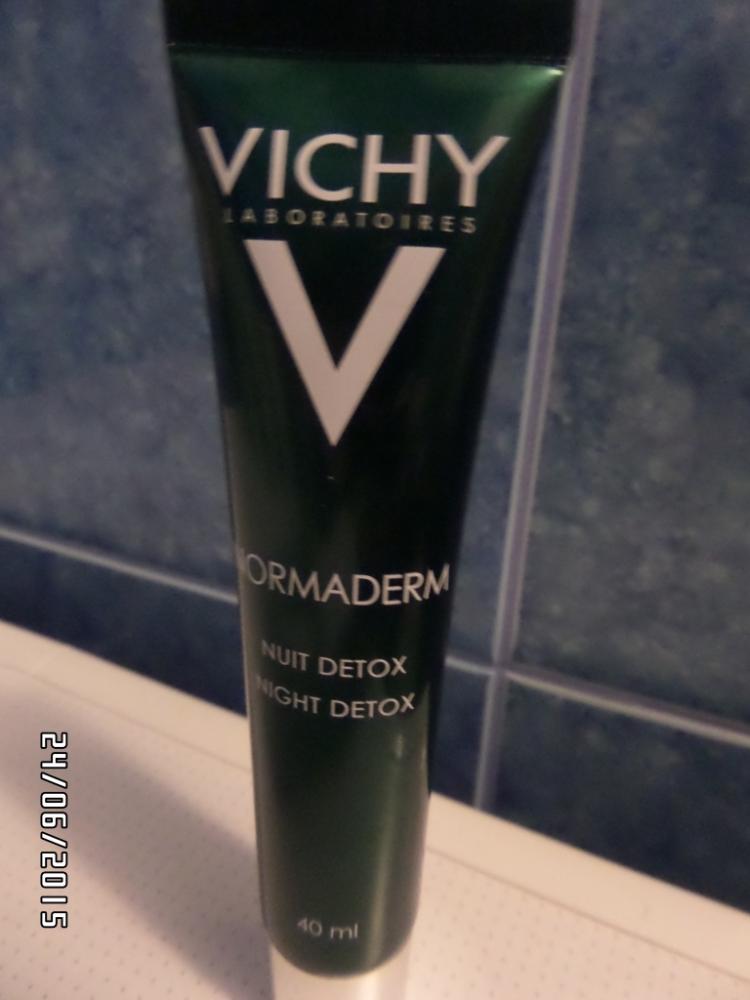 VICHY
LABORATOIRES
V
NORMADERM
NUIT DETOX
NIGHT DETOX
40 ml
24/06/2015